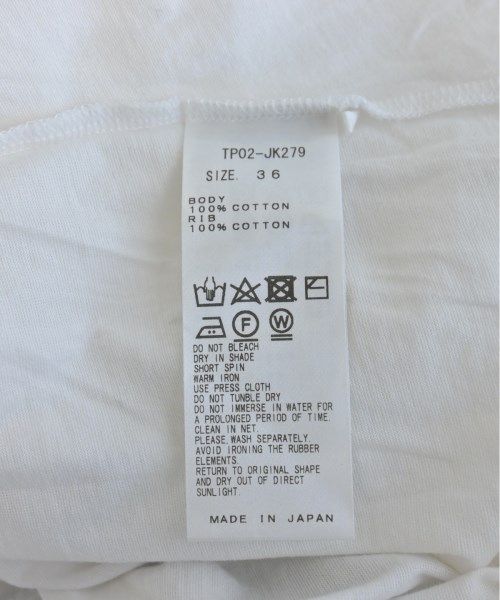 TP02-JK279
SIZE. 36
BODY
100% COTTON
RIB
100% COTTON
F W
DO NOT BLEACH
DRY IN SHADE
SHORT SPIN
WARM IRON
USE PRESS CLOTH
DO NOT TUNBLE DRY
DO NOT IMMERSE IN WATER FOR
A PROLONGED PERIOD OF TIME.
CLEAN IN NET.
PLEASE, WASH SEPARATELY.
AVOID IRONING THE RUBBER
ELEMENTS.
RETURN TO ORIGINAL SHAPE
AND DRY OUT OF DIRECT
SUNLIGHT.
MADE IN JAPAN